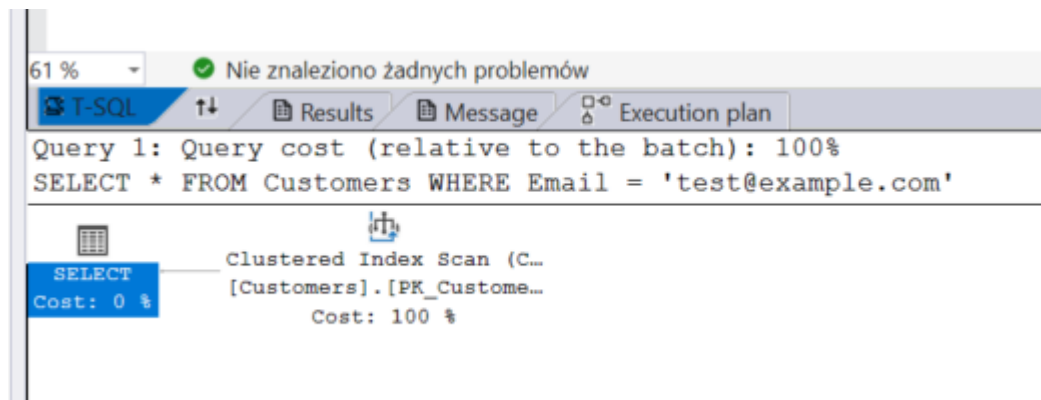 61 %
Nie znaleziono żadnych problemów
T-SQL
Results
Message
Execution plan
Query 1: Query cost (relative to the batch): 100%
SELECT * FROM Customers WHERE Email = 'test@example.com'
SELECT
Cost: 0 %
Clustered Index Scan (C…
[Customers].[PK_Custome…
Cost: 100 %